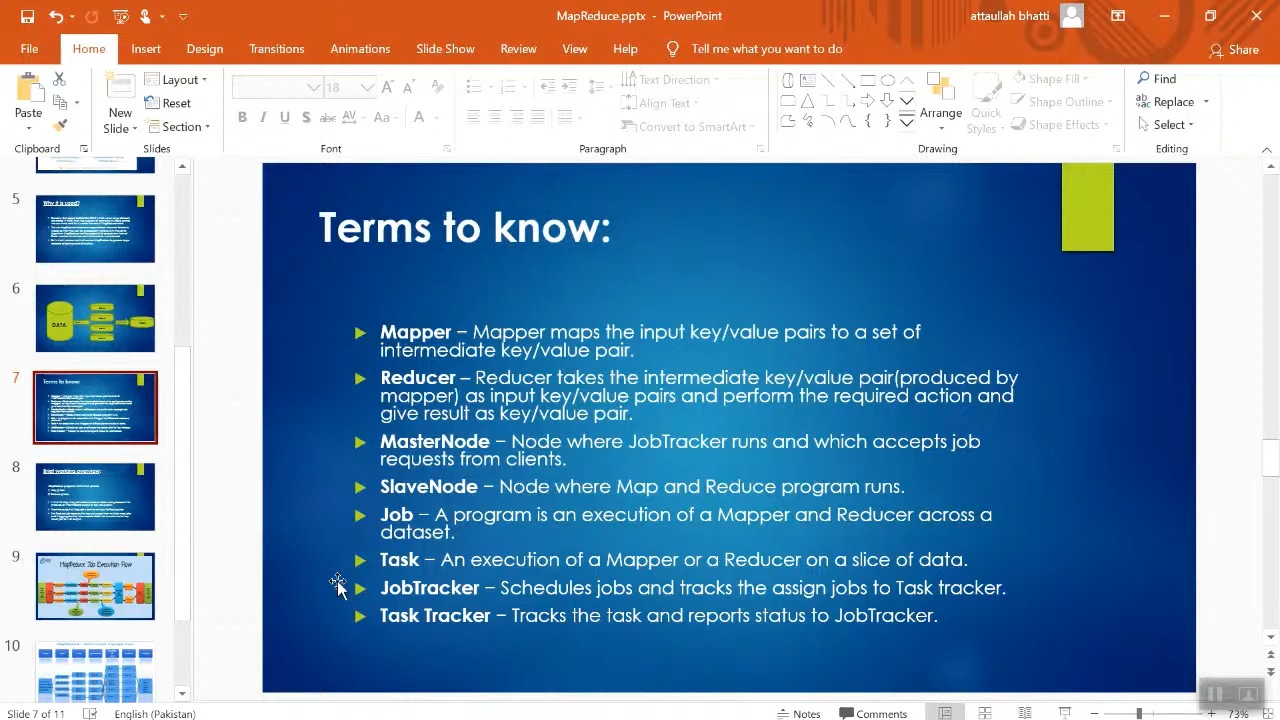 MapReduce.pptx - PowerPoint
attaullah bhatti
File Home Insert Design Transitions Animations Slide Show Review View Help Tell me what you want to do Share
Paste
Clipboard
New
Slide
Layout
Reset
Section
Slides
18
B I U S abc AV Aa A
Font
Text Direction
Align Text
Convert to SmartArt
Paragraph
Arrange
Quick
Styles
Shape Fill
Shape Outline
Shape Effects
Drawing
Find
Replace
Select
Editing
5
Why it is used?
6
DATA
7
Terms to know:
8
Brief working overview:
9
MapReduce Job Execution Flow
10
Terms to know:
Mapper – Mapper maps the input key/value pairs to a set of
intermediate key/value pair.
Reducer – Reducer takes the intermediate key/value pair(produced by
mapper) as input key/value pairs and perform the required action and
give result as key/value pair.
MasterNode – Node where JobTracker runs and which accepts job
requests from clients.
SlaveNode – Node where Map and Reduce program runs.
Job – A program is an execution of a Mapper and Reducer across a
dataset.
Task – An execution of a Mapper or a Reducer on a slice of data.
JobTracker – Schedules jobs and tracks the assign jobs to Task tracker.
Task Tracker – Tracks the task and reports status to JobTracker.
Slide 7 of 11 English (Pakistan) Notes Comments 73%